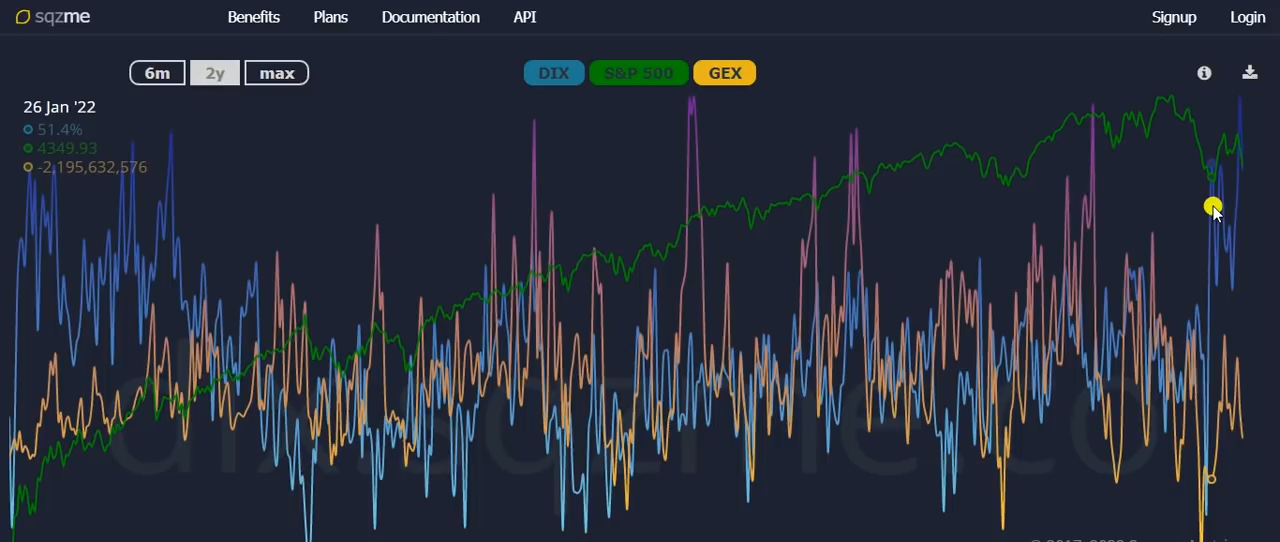 sqzme Benefits Plans Documentation API Signup Login
6m 2y max DIX S&P 500 GEX
26 Jan '22
51.4%
4349.93
-2,195,632,576